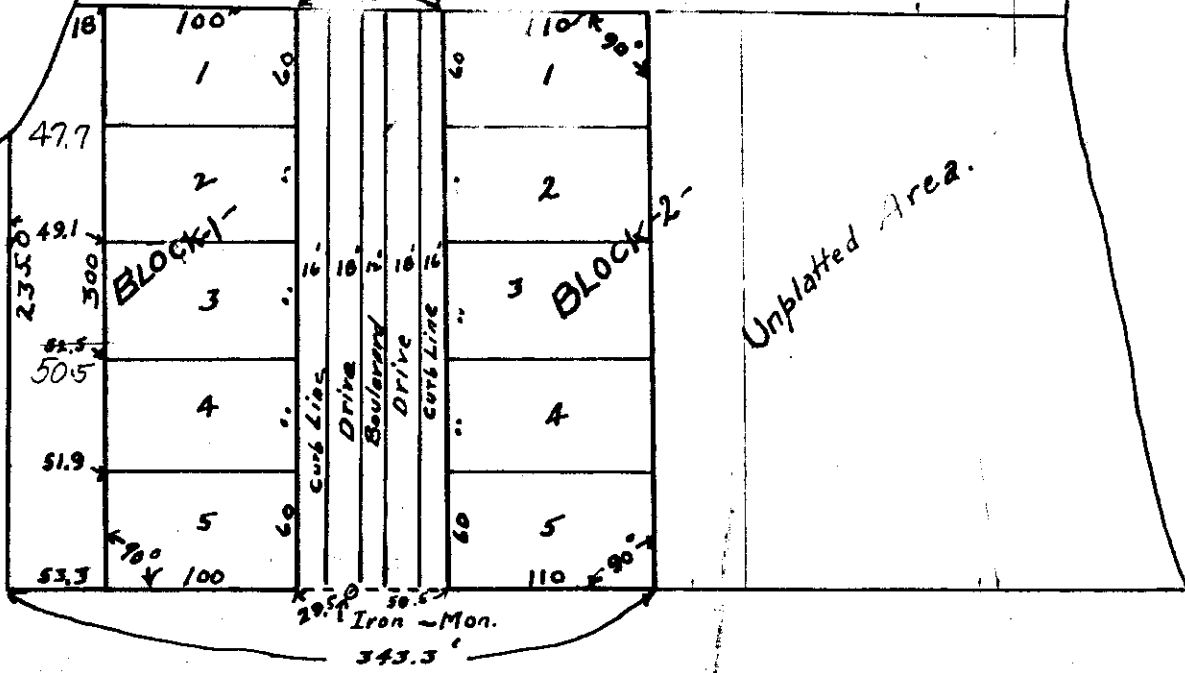 18" 100" 110' 90°
1 60 60 1
47.7
2 " " 2
BLOCK-1- BLOCK-2-
49.1
235.0" 300
16' 18' 12' 18' 16'
3 " " 3
52.5
50.5
Curb Line Drive Boulevard Drive Curb Line
4 " " 4
51.9
5 60 60 5
90° 90°
53.3 100 110
29.5 50.5
Iron - Mon.
343.3'
Unplatted Area.